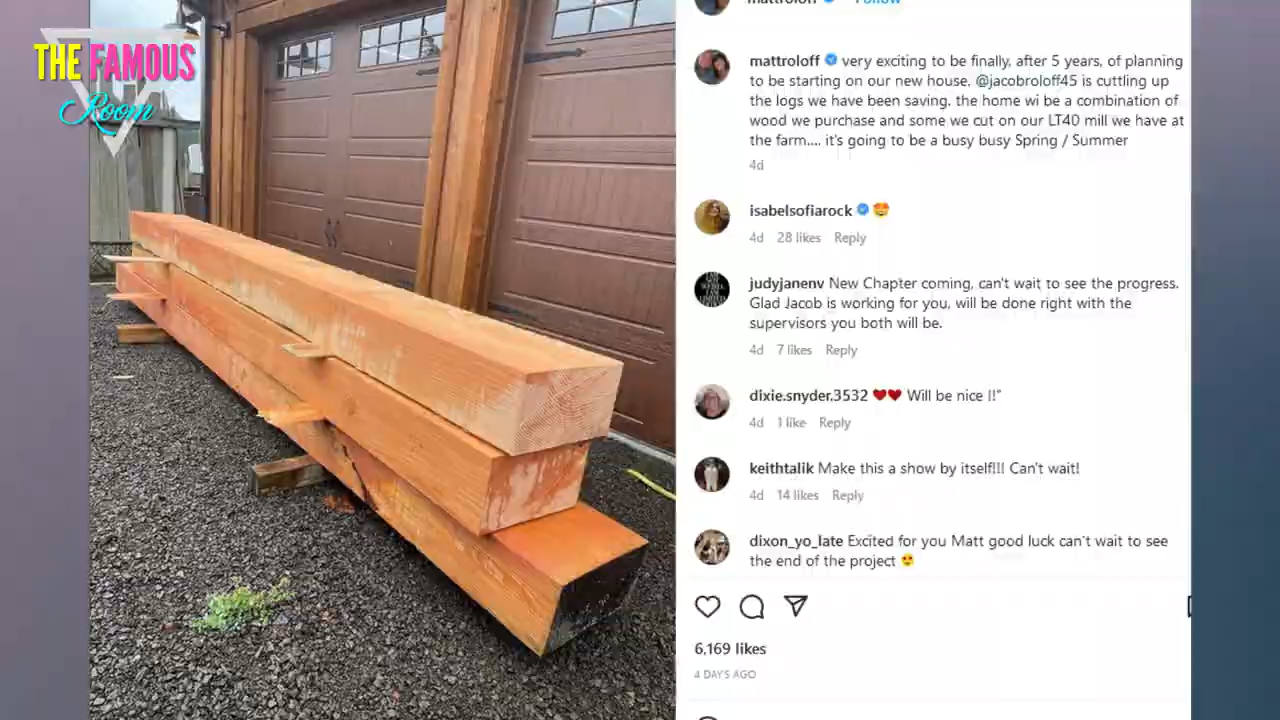 THE FAMOUS
Room
mattroloff Follow
mattroloff very exciting to be finally, after 5 years, of planning
to be starting on our new house, @jacobroloff45 is cuttling up
the logs we have been saving. the home wi be a combination of
wood we purchase and some we cut on our LT40 mill we have at
the farm.... it's going to be a busy busy Spring / Summer
4d
isabelsofiarock 😍
4d 28 likes Reply
judyjanenv New Chapter coming, can't wait to see the progress.
Glad Jacob is working for you, will be done right with the
supervisors you both will be.
4d 7 likes Reply
dixie.snyder.3532 ❤❤ Will be nice I!"
4d 1 like Reply
keithtalik Make this a show by itself!!! Can't wait!
4d 14 likes Reply
dixon_yo_late Excited for you Matt good luck can't wait to see
the end of the project 😍
6,169 likes
4 DAYS AGO